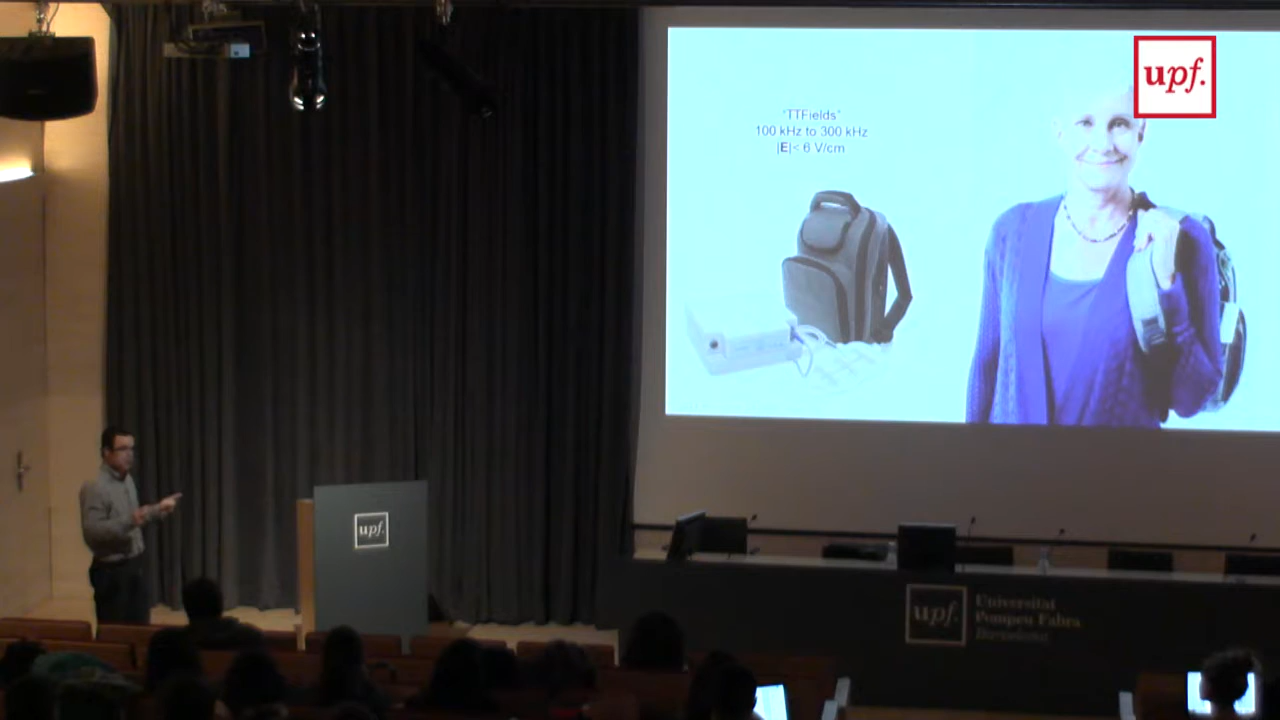 "TTFields"
100 kHz to 300 kHz
|E|< 6 V/cm
upf.
upf.
upf.
Universitat
Pompeu Fabra
Barcelona